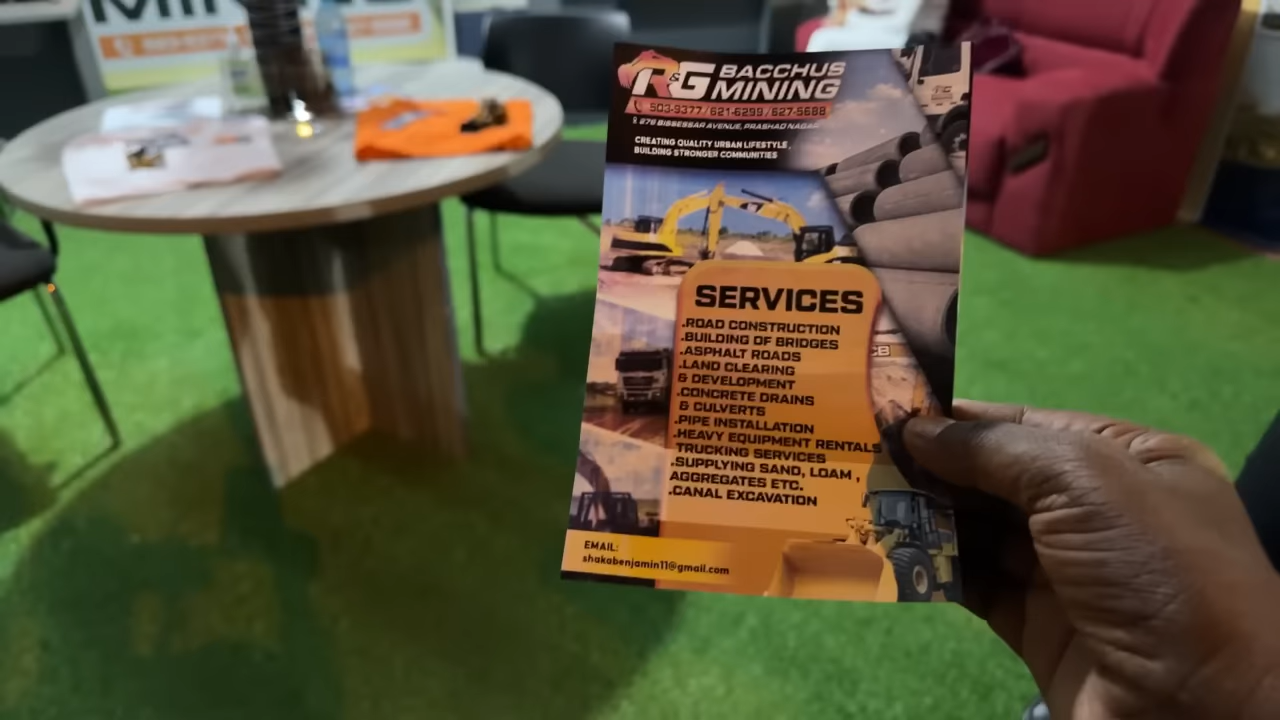 R&G BACCHUS
MINING
503-9377/621-6299/627-5688
279 BISSESSAR AVENUE, PRASHAD NAGAR
CREATING QUALITY URBAN LIFESTYLE,
BUILDING STRONGER COMMUNITIES
SERVICES
.ROAD CONSTRUCTION
.BUILDING OF BRIDGES
.ASPHALT ROADS
.LAND CLEARING
& DEVELOPMENT
.CONCRETE DRAINS
& CULVERTS
.PIPE INSTALLATION
.HEAVY EQUIPMENT RENTALS
TRUCKING SERVICES
.SUPPLYING SAND, LOAM ,
AGGREGATES ETC.
.CANAL EXCAVATION
EMAIL:
shakabenjamin11@gmail.com